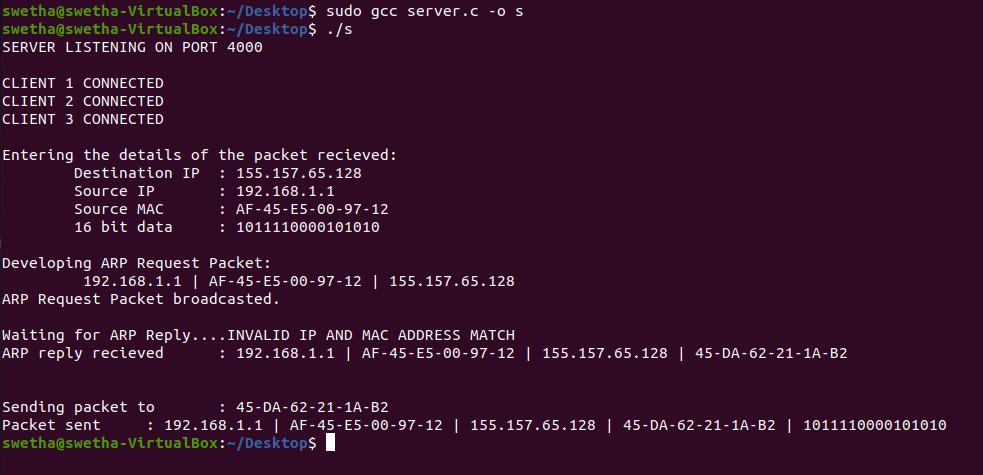 swetha@swetha-VirtualBox:~/Desktop$ sudo gcc server.c -o s
swetha@swetha-VirtualBox:~/Desktop$ ./s
SERVER LISTENING ON PORT 4000
CLIENT 1 CONNECTED
CLIENT 2 CONNECTED
CLIENT 3 CONNECTED
Entering the details of the packet recieved:
Destination IP  : 155.157.65.128
Source IP       : 192.168.1.1
Source MAC      : AF-45-E5-00-97-12
16 bit data     : 1011110000101010
Developing ARP Request Packet:
192.168.1.1 | AF-45-E5-00-97-12 | 155.157.65.128
ARP Request Packet broadcasted.
Waiting for ARP Reply....INVALID IP AND MAC ADDRESS MATCH
ARP reply recieved      : 192.168.1.1 | AF-45-E5-00-97-12 | 155.157.65.128 | 45-DA-62-21-1A-B2
Sending packet to       : 45-DA-62-21-1A-B2
Packet sent     : 192.168.1.1 | AF-45-E5-00-97-12 | 155.157.65.128 | 45-DA-62-21-1A-B2 | 1011110000101010
swetha@swetha-VirtualBox:~/Desktop$